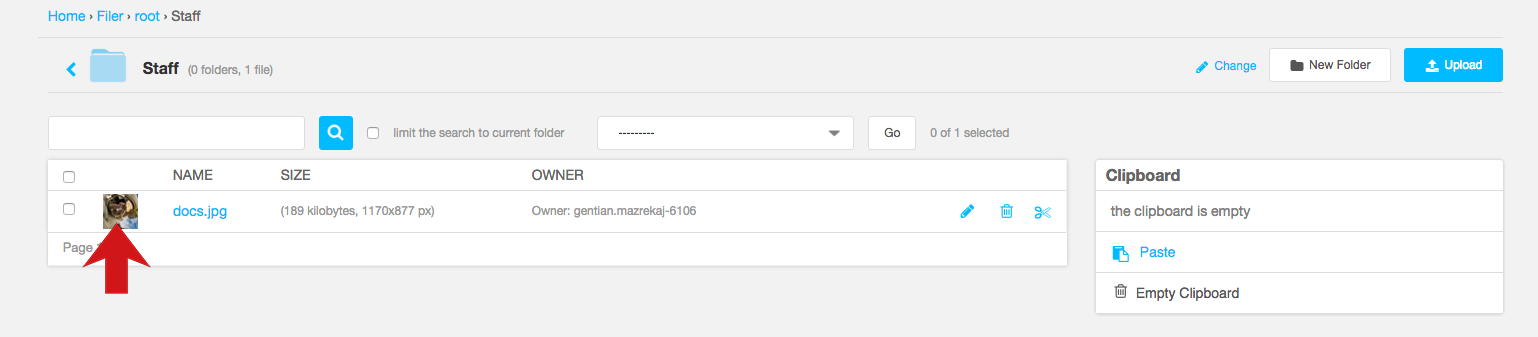 Home › Filer › root › Staff
Staff (0 folders, 1 file)
Change
New Folder
Upload
limit the search to current folder
---------
Go
0 of 1 selected
NAME SIZE OWNER
docs.jpg (189 kilobytes, 1170x877 px) Owner: gentian.mazrekaj-6106
Page
Clipboard
the clipboard is empty
Paste
Empty Clipboard